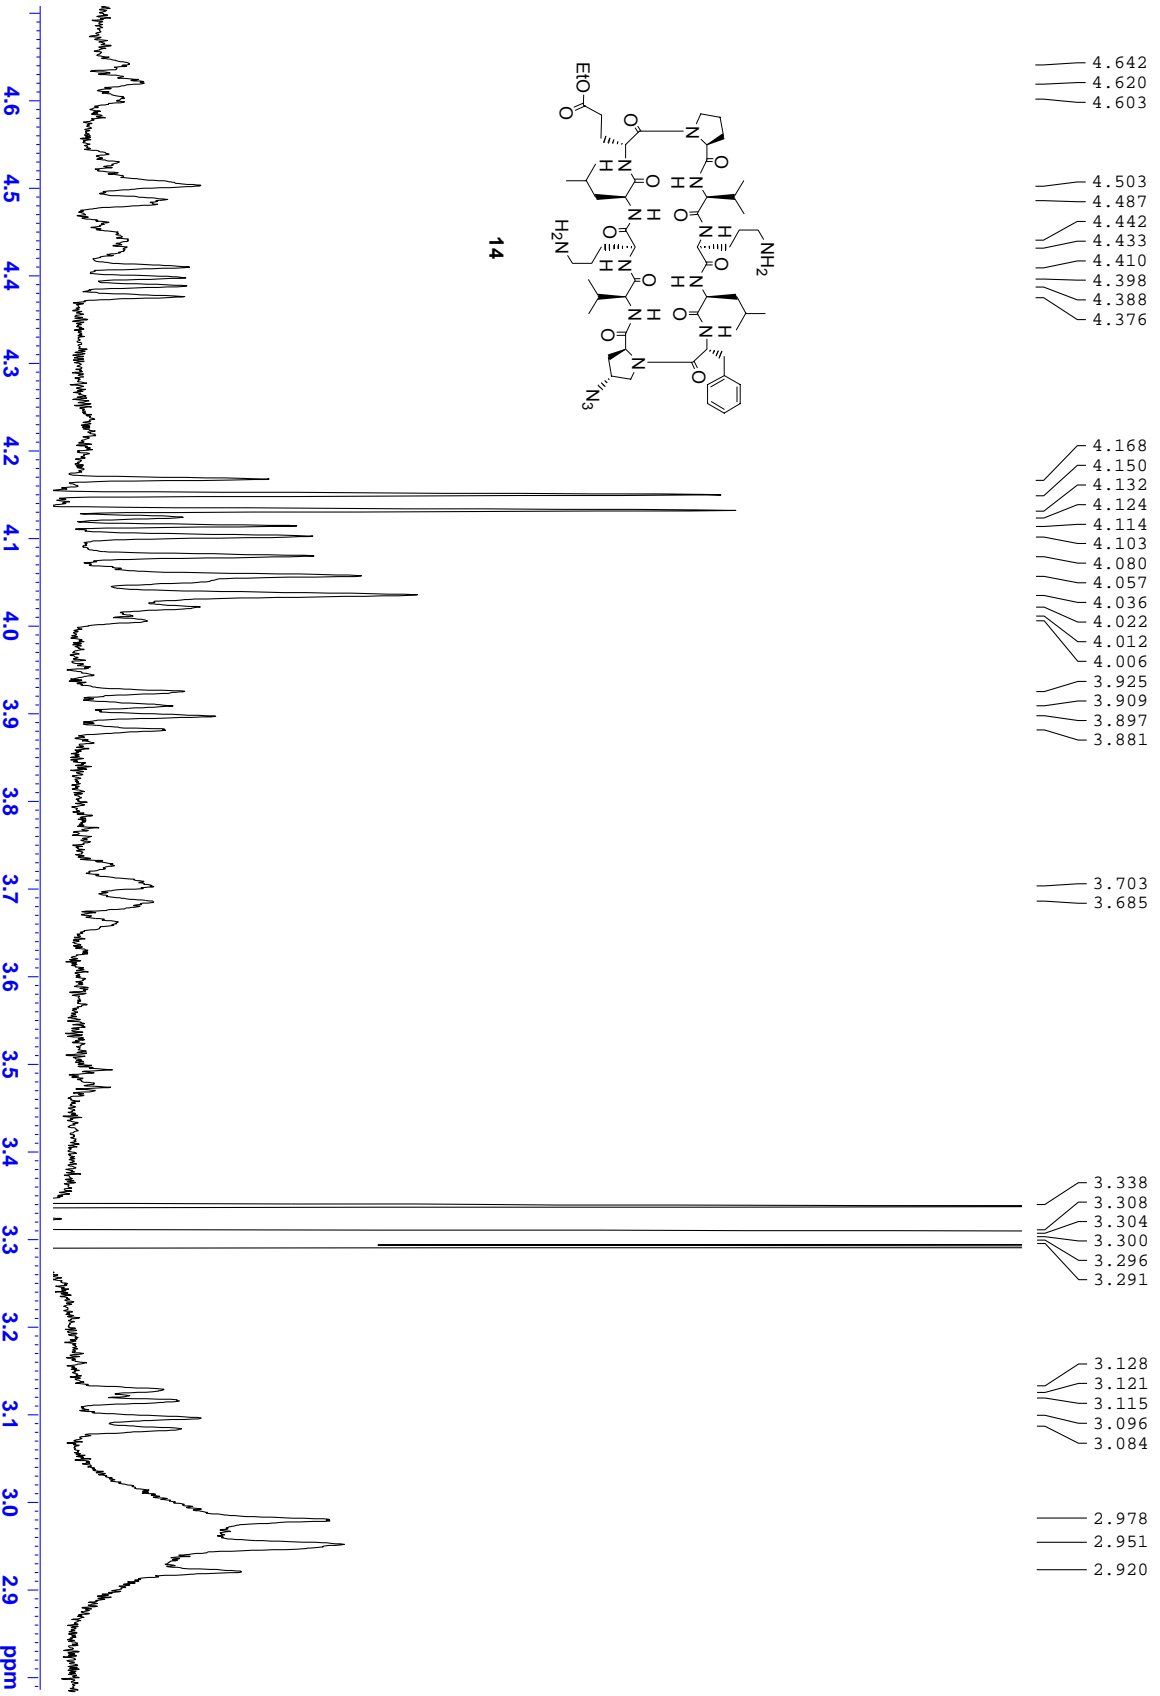 4.642
4.620
4.603
4.503
4.487
4.442
4.433
4.410
4.398
4.388
4.376
4.168
4.150
4.132
4.124
4.114
4.103
4.080
4.057
4.036
4.022
4.012
4.006
3.925
3.909
3.897
3.881
3.703
3.685
3.338
3.308
3.304
3.300
3.296
3.291
3.128
3.121
3.115
3.096
3.084
2.978
2.951
2.920
EtO
O
O
N
O
H
N
O
N
H
O
N
H
O
N
H
NH2
O
N
H
O
N
H
O
N
H
O
N
H
H2N
O
N
H
O
N
O
N3
14
4.6
4.5
4.4
4.3
4.2
4.1
4.0
3.9
3.8
3.7
3.6
3.5
3.4
3.3
3.2
3.1
3.0
2.9
ppm